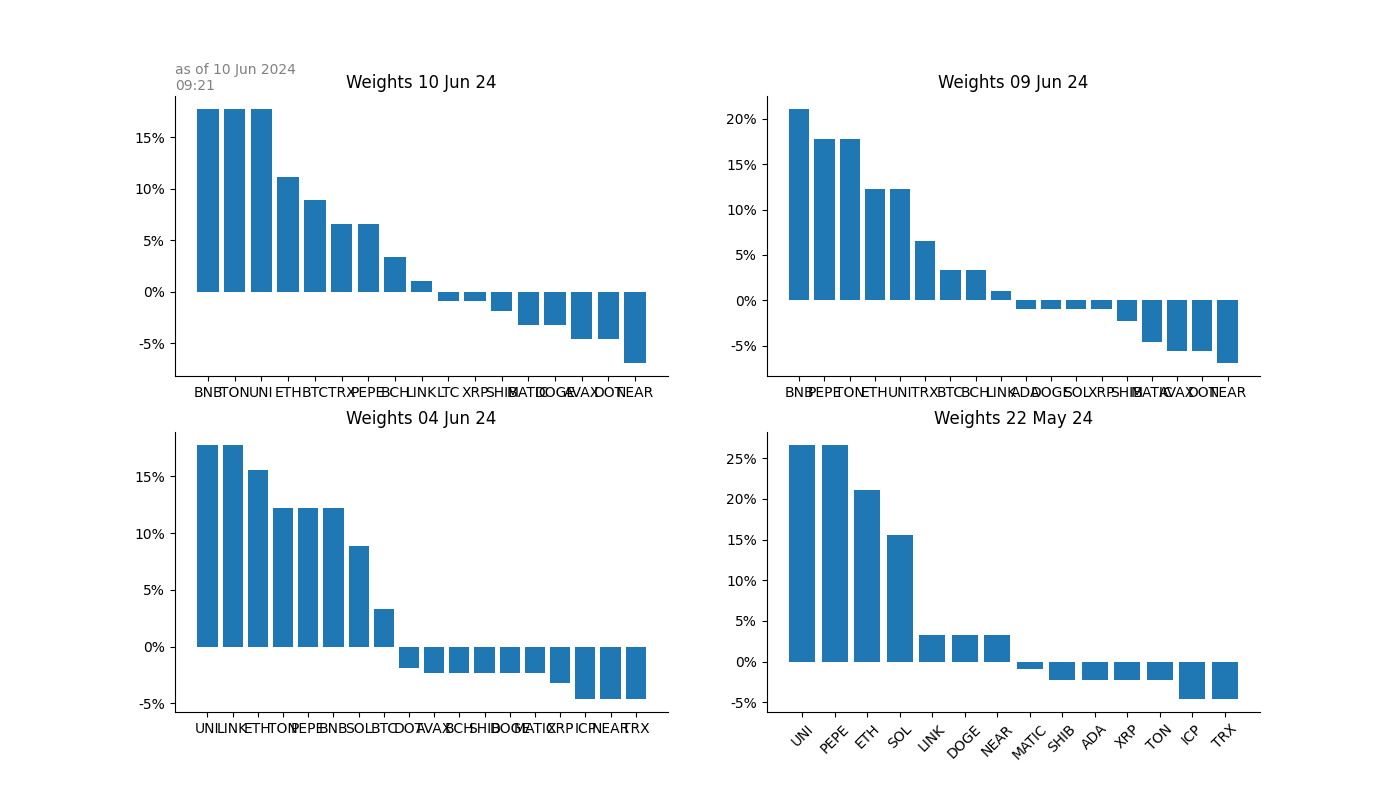 as of 10 Jun 2024
09:21
Weights 10 Jun 24
15%
10%
5%
0%
-5%
BNB TON UNI ETH BTC TRX PEPE BCH LINK LTC XRP SHIB MATIC DOGE AVAX DOT NEAR
Weights 09 Jun 24
20%
15%
10%
5%
0%
-5%
BNB PEPE TON ETH UNI TRX BTC BCH LINK ADA DOGE SOL XRP SHIB MATIC AVAX DOT NEAR
Weights 04 Jun 24
15%
10%
5%
0%
-5%
UNI LINK ETH TON PEPE BNB SOL BTC DOT AVAX BCH SHIB DOGE MATIC XRP ICP NEAR TRX
Weights 22 May 24
25%
20%
15%
10%
5%
0%
-5%
UNI PEPE ETH SOL LINK DOGE NEAR MATIC SHIB ADA XRP TON ICP TRX